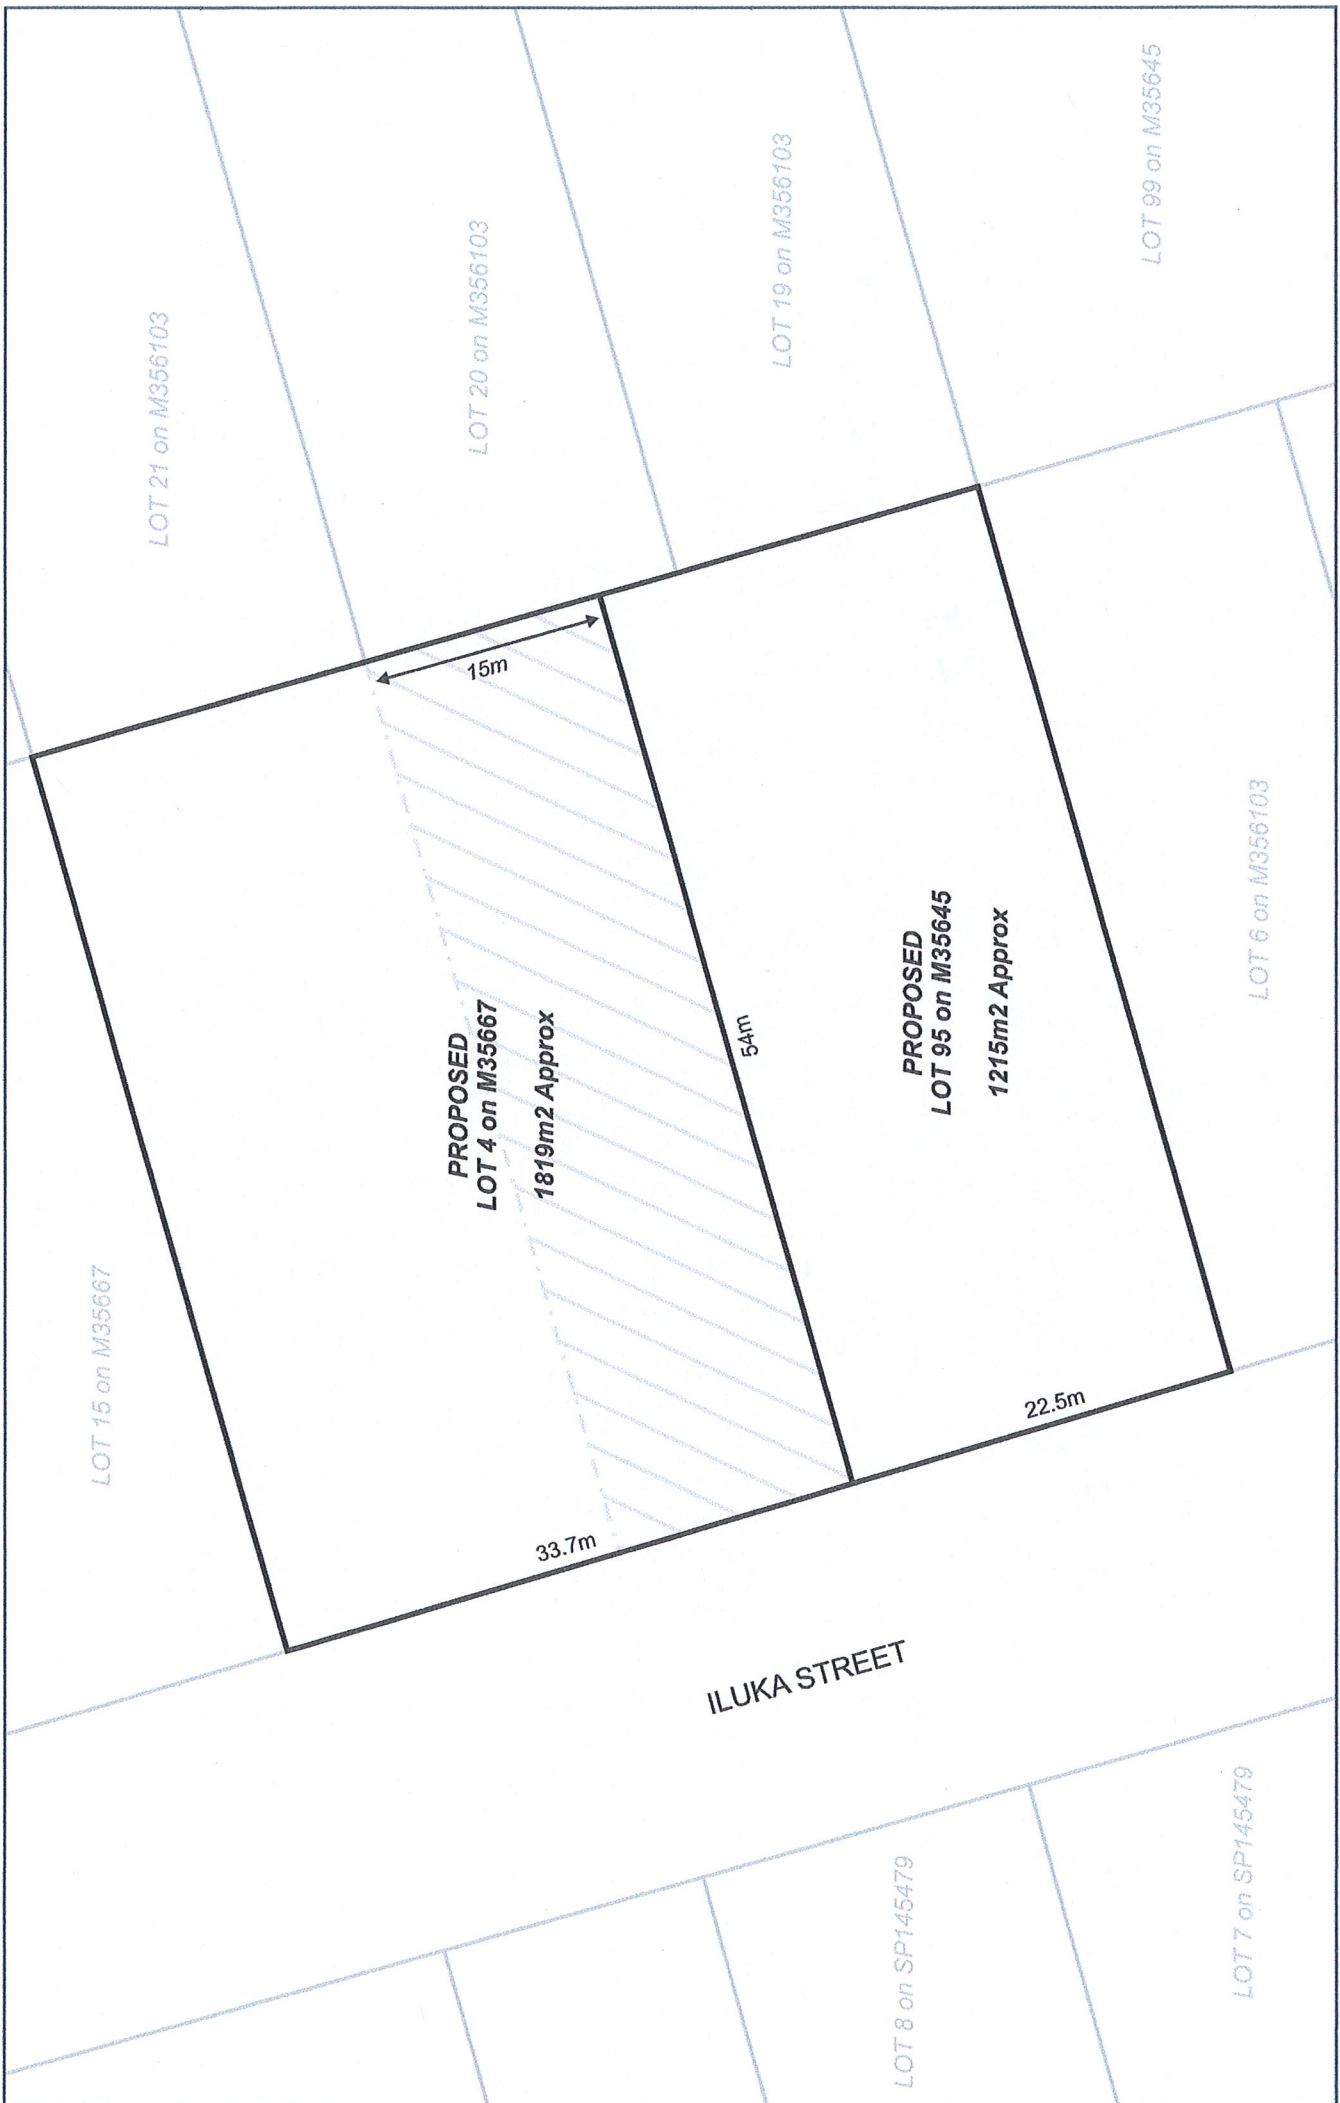 LOT 21 on M356103
LOT 20 on M356103
LOT 19 on M356103
LOT 99 on M35645
15m
PROPOSED
LOT 4 on M35667
1819m2 Approx
54m
PROPOSED
LOT 95 on M35645
1215m2 Approx
LOT 6 on M356103
LOT 15 on M35667
33.7m
22.5m
ILUKA STREET
LOT 8 on SP145479
LOT 7 on SP145479